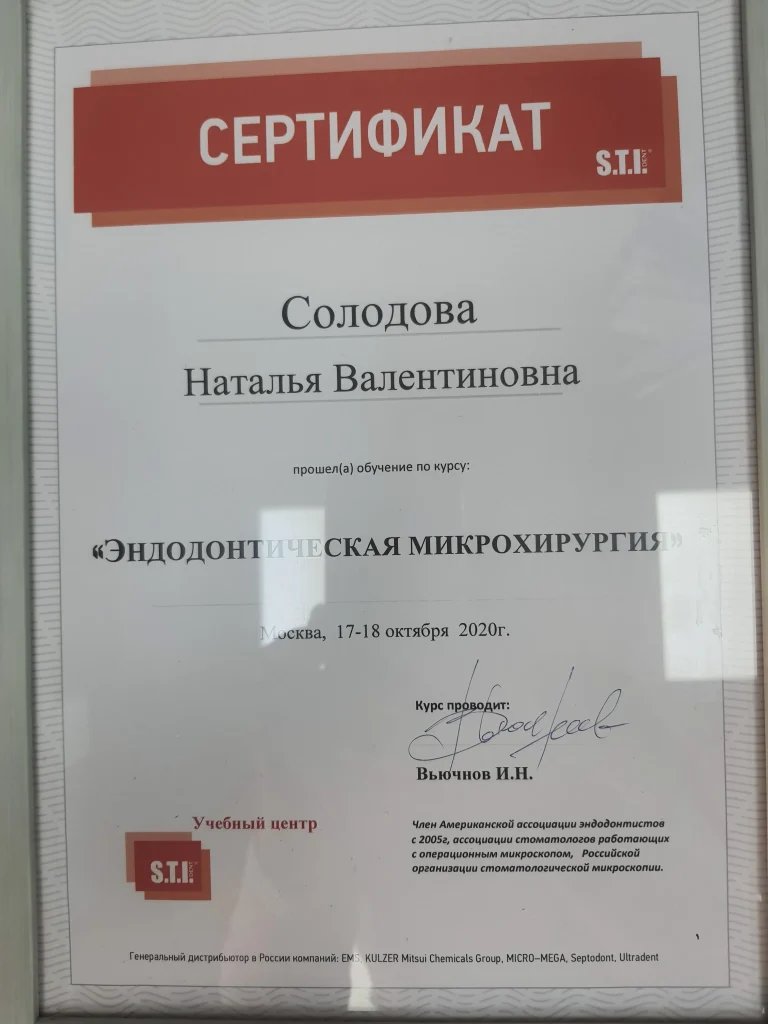 СЕРТИФИКАТ
S.T.I.
DENT
Солодова
Наталья Валентиновна
прошел(а) обучение по курсу:
«ЭНДОДОНТИЧЕСКАЯ МИКРОХИРУРГИЯ»
Москва, 17-18 октября 2020г.
Курс проводит:
Вьючнов И.Н.
Учебный центр
S.T.I.
DENT
Член Американской ассоциации эндодонтистов
с 2005г, ассоциации стоматологов работающих
с операционным микроскопом, Российской
организации стоматологической микроскопии.
Генеральный дистрибьютор в России компаний: EMS, KULZER Mitsui Chemicals Group, MICRO–MEGA, Septodont, Ultradent